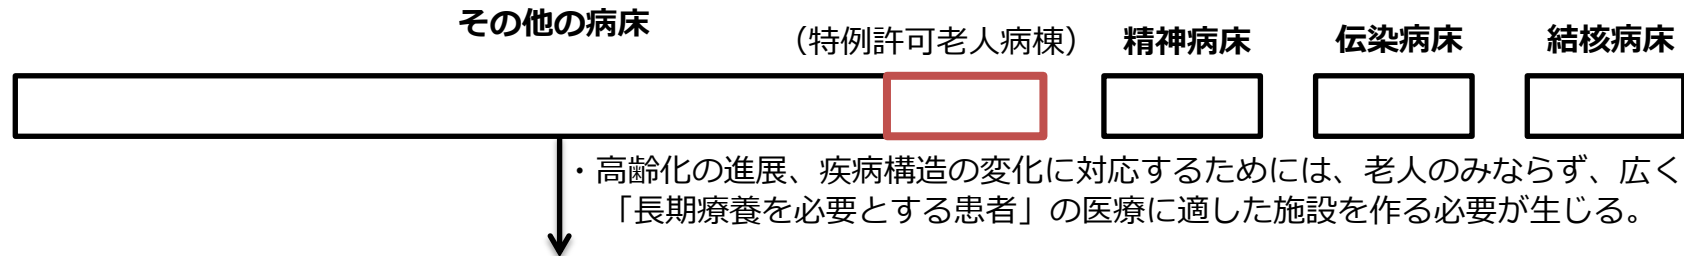 その他の病床
（特例許可老人病棟）
精神病床
伝染病床
結核病床
・高齢化の進展、疾病構造の変化に対応するためには、老人のみならず、広く
「長期療養を必要とする患者」の医療に適した施設を作る必要が生じる。